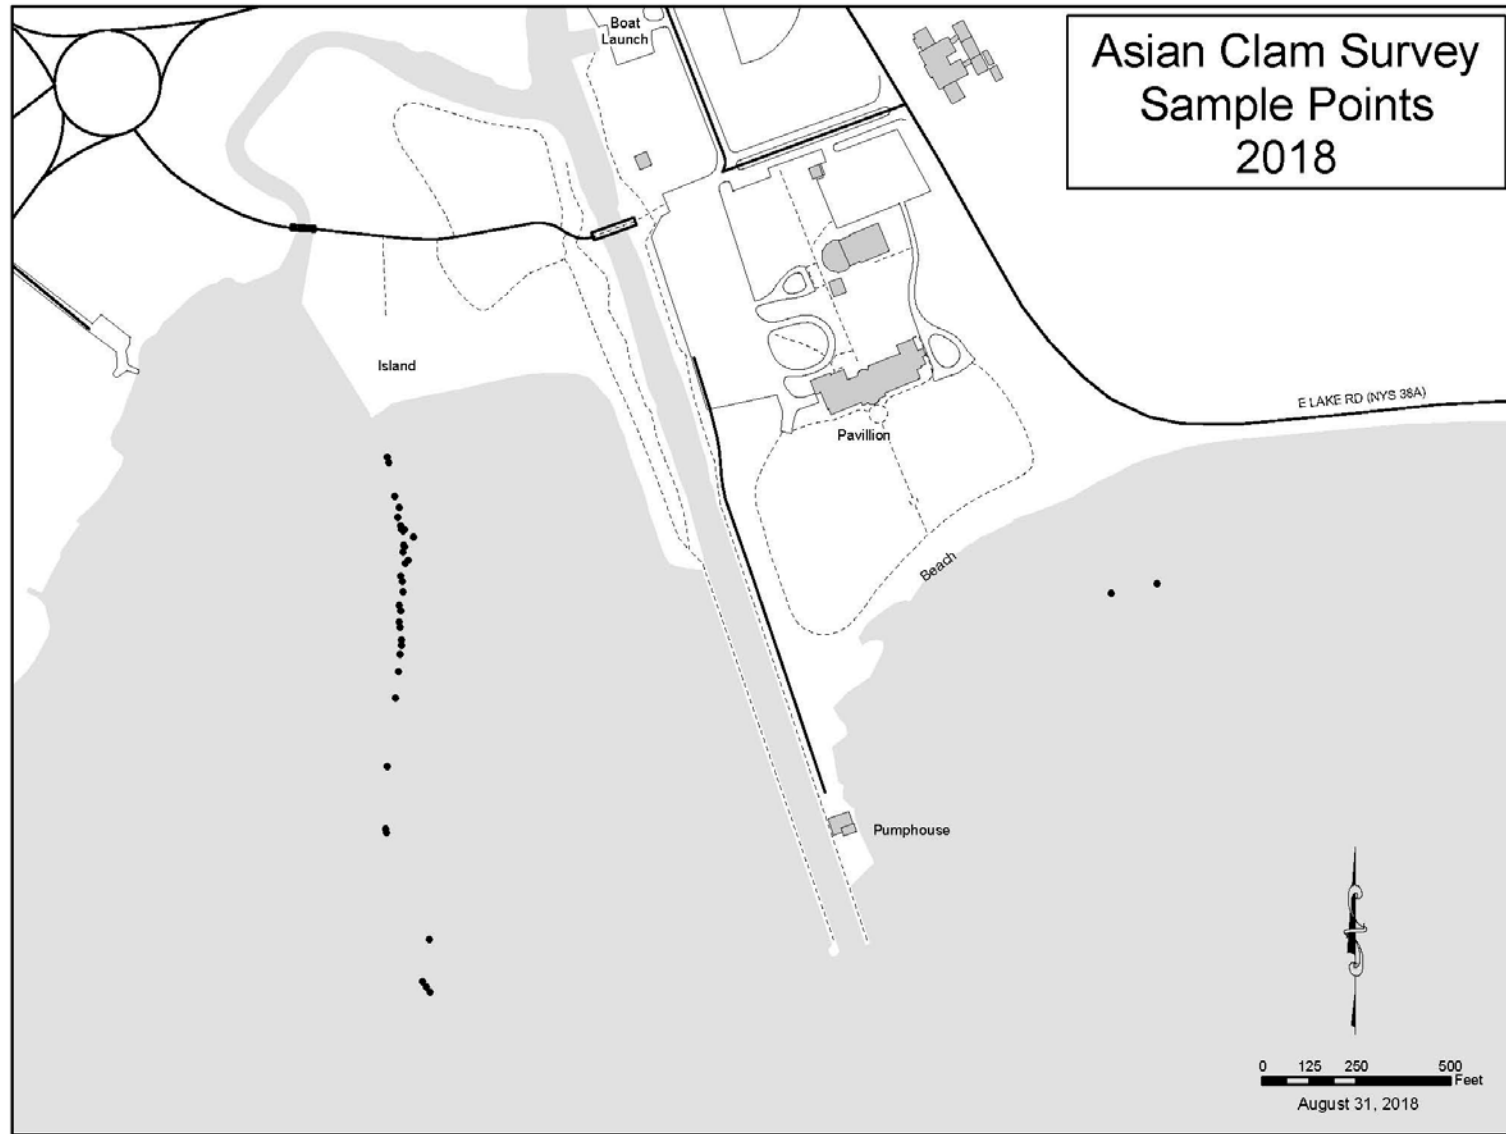 Boat
Launch
Asian Clam Survey
Sample Points
2018
Island
E LAKE RD (NYS 38A)
Pavillion
Beach
Pumphouse
0 125 250 500
Feet
August 31, 2018